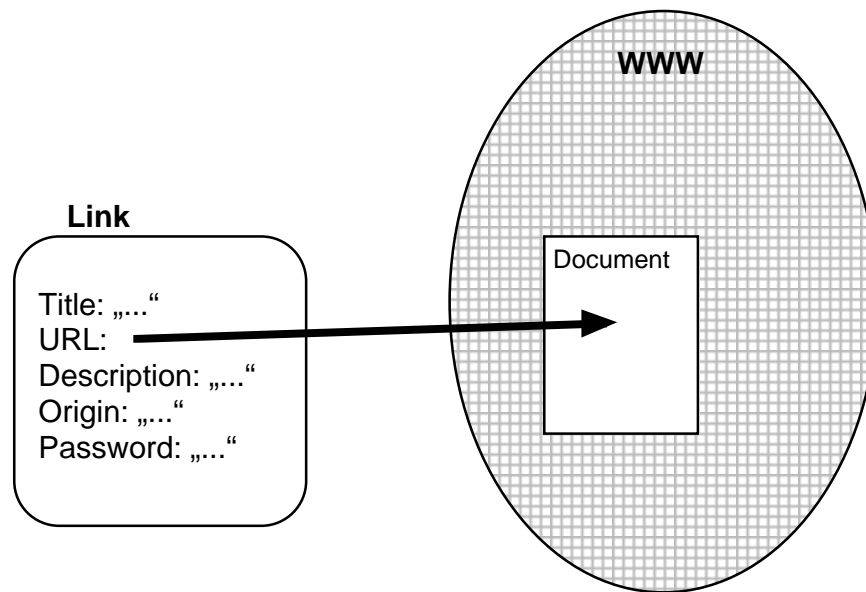 WWW
Link
Document
Title: „...“
URL:
Description: „...“
Origin: „...“
Password: „...“